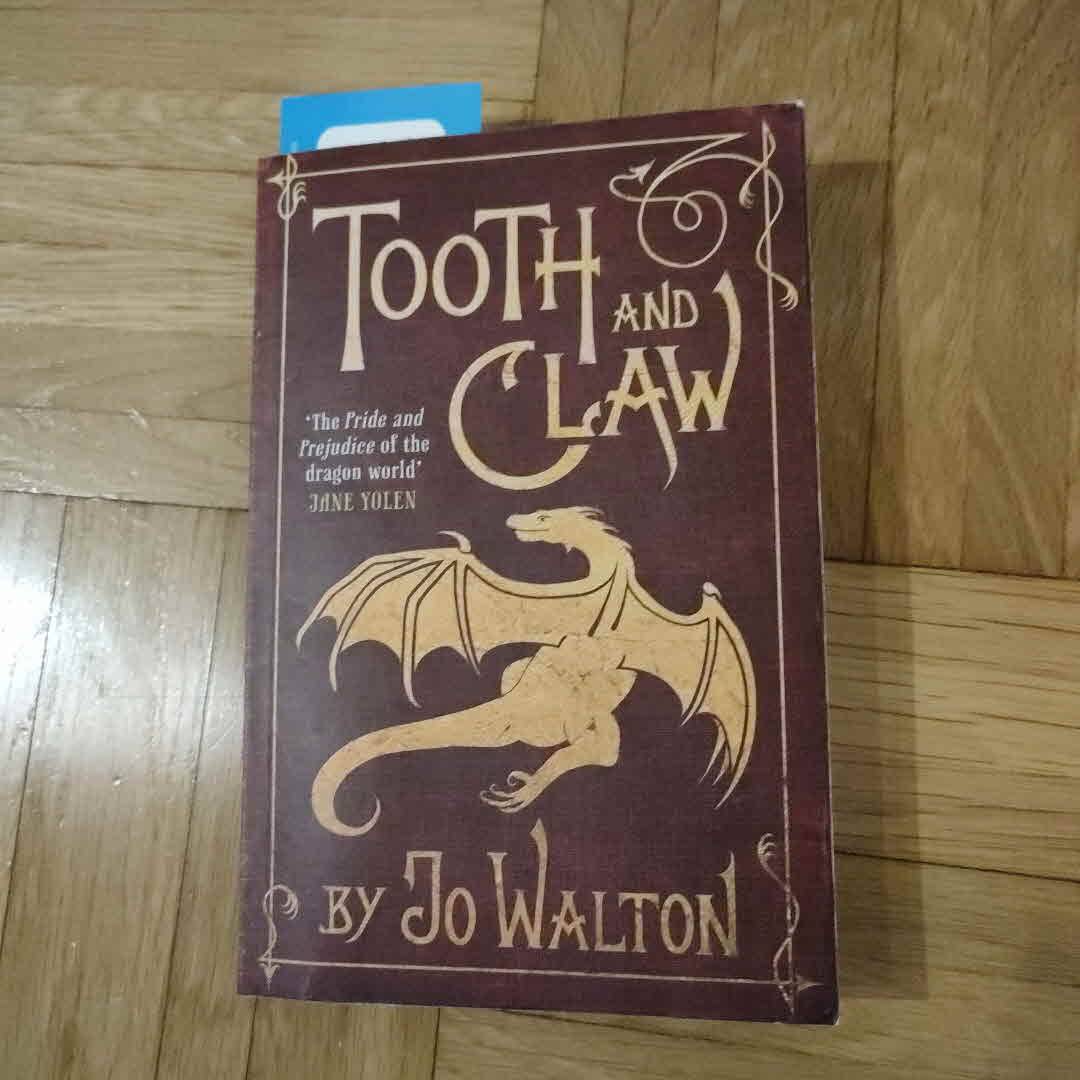 TOOTH
AND
CLAW
‘The Pride and
Prejudice of the
dragon world’
JANE YOLEN
BY JO WALTON